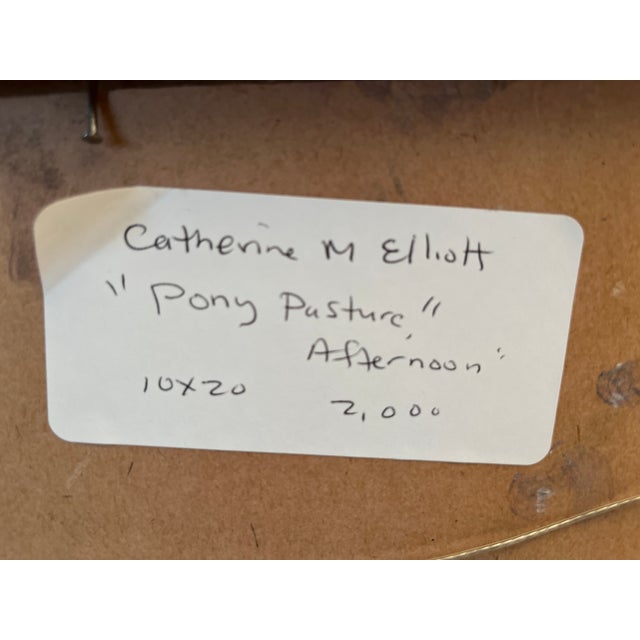 Catherine M Elliott
"Pony Pasture,"
Afternoon"
10x20
2,000